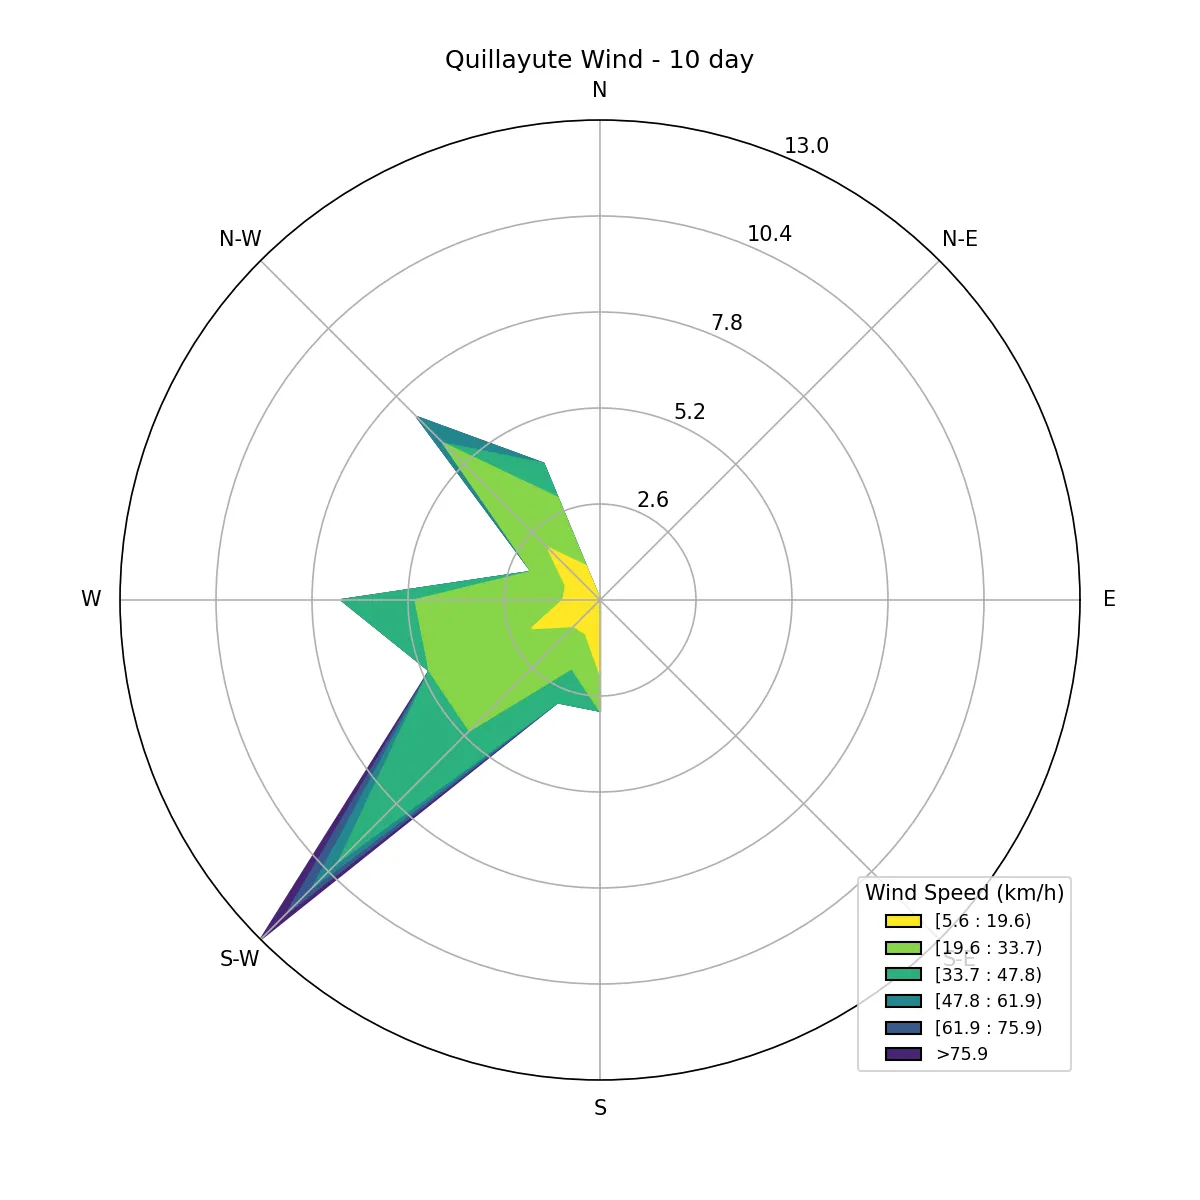 Quillayute Wind - 10 day
N
13.0
N-W
N-E
10.4
7.8
5.2
2.6
W
E
S-W
S-E
S
Wind Speed (km/h)
[5.6 : 19.6)
[19.6 : 33.7)
[33.7 : 47.8)
[47.8 : 61.9)
[61.9 : 75.9)
>75.9